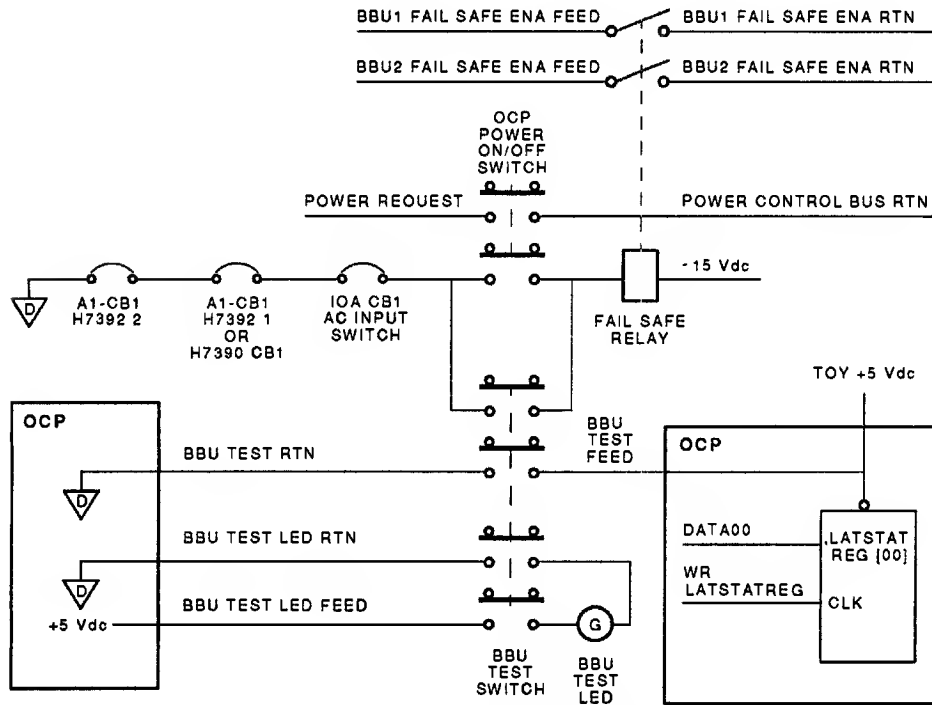 BBU1 FAIL SAFE ENA FEED
BBU1 FAIL SAFE ENA RTN
BBU2 FAIL SAFE ENA FEED
BBU2 FAIL SAFE ENA RTN
OCP
POWER
ON/OFF
SWITCH
POWER REQUEST
POWER CONTROL BUS RTN
-15 Vdc
D
A1-CB1
H7392 2
A1-CB1
H7392 1
OR
H7390 CB1
IOA CB1
AC INPUT
SWITCH
FAIL SAFE
RELAY
TOY +5 Vdc
OCP
BBU TEST RTN
D
BBU
TEST
FEED
OCP
BBU TEST LED RTN
D
BBU TEST LED FEED
+5 Vdc
G
BBU
TEST
SWITCH
BBU
TEST
LED
DATA00
LATSTAT
REG [00]
WR
LATSTATREG
CLK